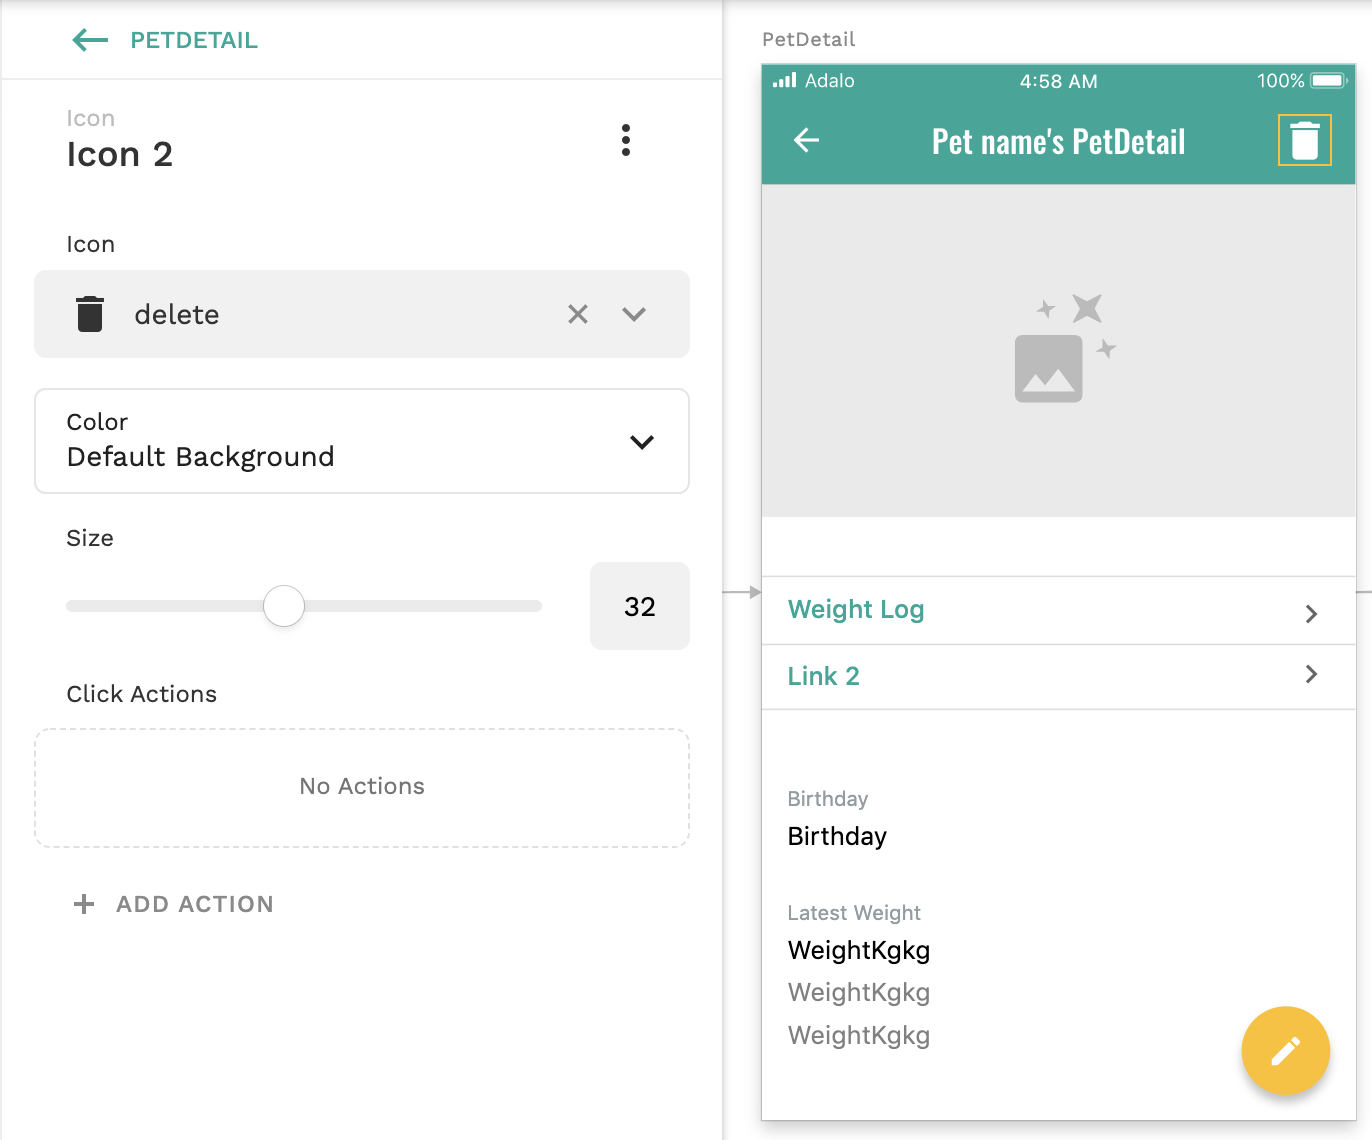 PETDETAIL
Icon
Icon 2
Icon
delete
Color
Default Background
Size
32
Click Actions
No Actions
+ ADD ACTION
PetDetail
Adalo 4:58 AM 100%
Pet name's PetDetail
Weight Log
Link 2
Birthday
Birthday
Latest Weight
WeightKgkg
WeightKgkg
WeightKgkg